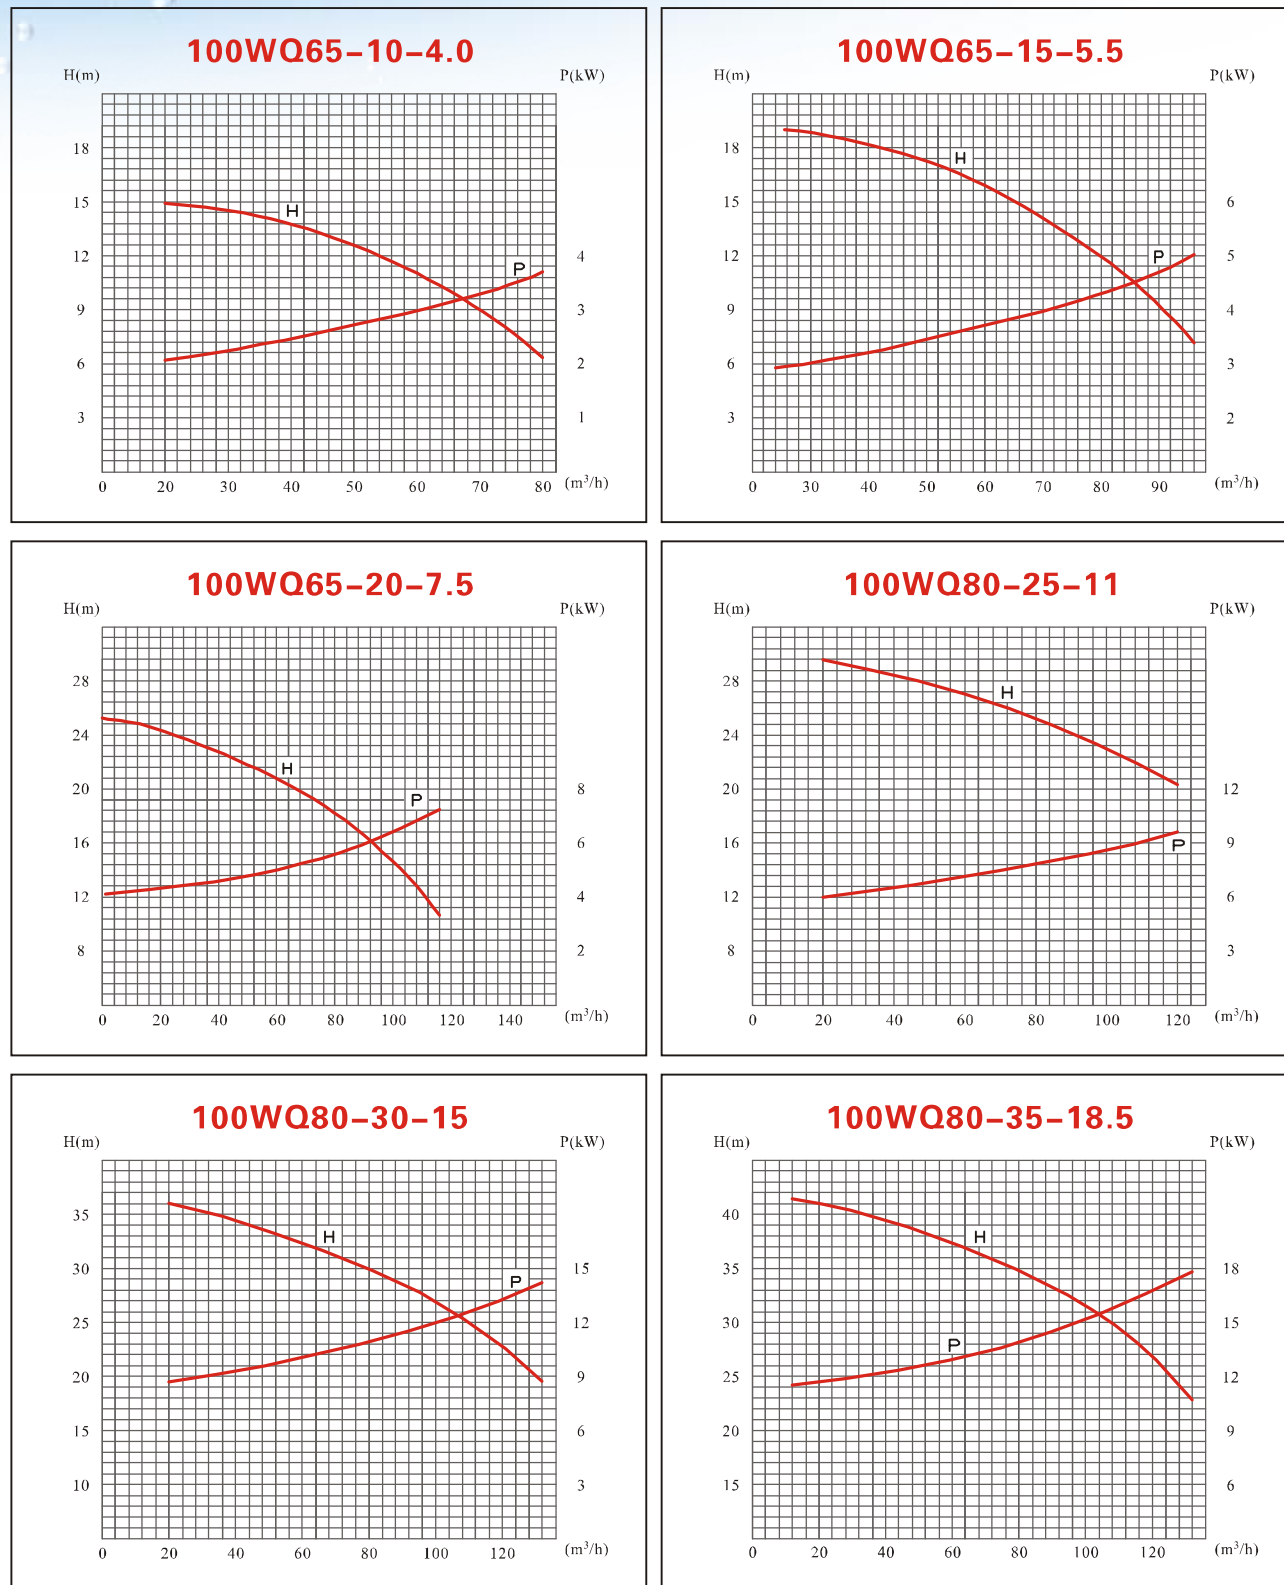 100WQ65-10-4.0
H(m) P(kW)
18
15
12 4
9 3
6 2
3 1
H
P
0 20 30 40 50 60 70 80 (m³/h)
100WQ65-15-5.5
H(m) P(kW)
18
15 6
12 5
9 4
6 3
3 2
H
P
0 30 40 50 60 70 80 90 (m³/h)
100WQ65-20-7.5
H(m) P(kW)
28
24
20 8
16 6
12 4
8 2
H
P
0 20 40 60 80 100 120 140 (m³/h)
100WQ80-25-11
H(m) P(kW)
28
24
20 12
16 9
12 6
8 3
H
P
0 20 40 60 80 100 120 (m³/h)
100WQ80-30-15
H(m) P(kW)
35
30 15
25 12
20 9
15 6
10 3
H
P
0 20 40 60 80 100 120 (m³/h)
100WQ80-35-18.5
H(m) P(kW)
40
35 18
30 15
25 12
20 9
15 6
H
P
0 20 40 60 80 100 120 (m³/h)